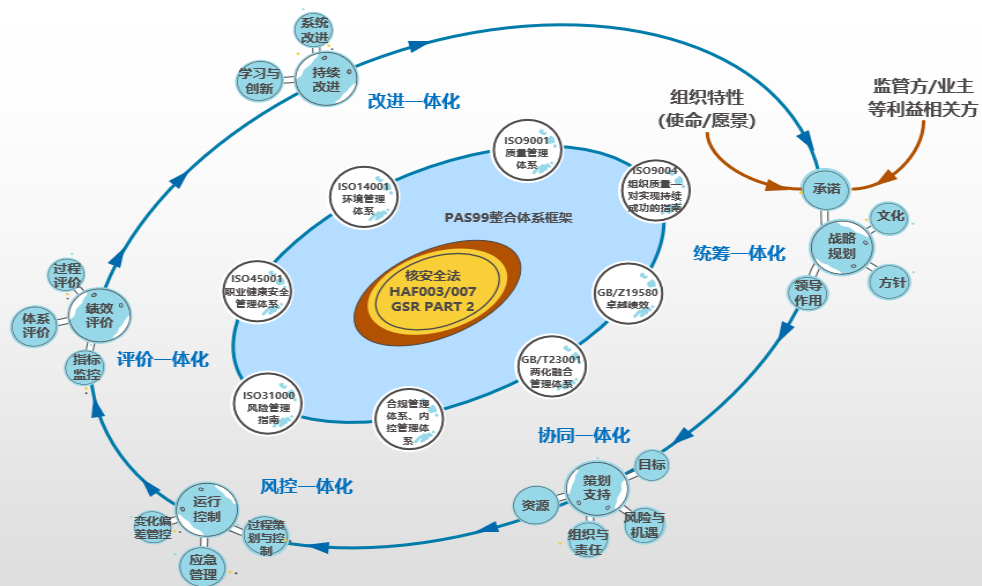 系统
改进
学习与
创新
持续
改进
改进一体化
组织特性
(使命/愿景)
监管方/业主
等利益相关方
承诺
文化
战略
规划
方针
领导
作用
统筹一体化
ISO9001
质量管理
体系
ISO9004
组织质量—
对实现持续
成功的指南
ISO14001
环境管理
体系
PAS99整合体系框架
核安全法
HAF003/007
GSR PART 2
ISO45001
职业健康安全
管理体系
GB/Z19580
卓越绩效
GB/T23001
两化融合
管理体系
ISO31000
风险管理
指南
合规管理
体系、内
控管理体
系
过程
评价
体系
评价
绩效
评价
指标
监控
评价一体化
协同一体化
目标
策划
支持
资源
组织与
责任
风险与
机遇
风控一体化
运行
控制
变化偏
差管控
过程策
划与控
制
应急
管理